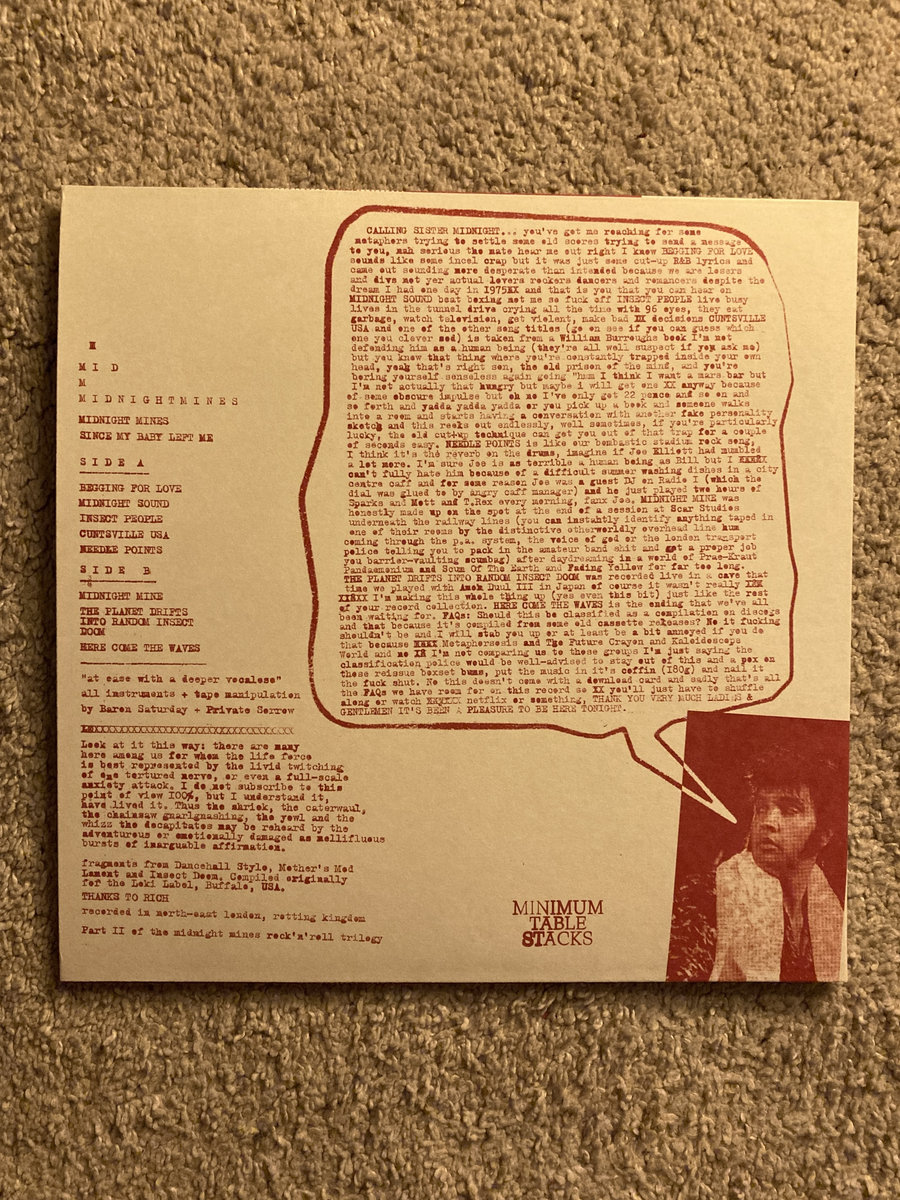 M
M I D
M
M I D N I G H T M I N E S
MIDNIGHT MINES
SINCE MY BABY LEFT ME
SIDE A
BEGGING FOR LOVE
MIDNIGHT SOUND
INSECT PEOPLE
CUNTSVILLE USA
NEEDLE POINTS
SIDE B
MIDNIGHT MINE
THE PLANET DRIFTS
INTO RANDOM INSECT
DOOM
HERE COME THE WAVES
"at ease with a deeper vocalese"
all instruments + tape manipulation
by Baron Saturday + Private Sorrow
Look at it this way: there are many
here among us for whom the life force
is best represented by the livid twitching
of one tortured nerve, or even a full-scale
anxiety attack. I do not subscribe to this
point of view I00%, but I understand it,
have lived it. Thus the shriek, the caterwaul,
the chainsaw gnarlgnashing, the yowl and the
whizz the decapitates may be reheard by the
adventurous or emotionally damaged as mellifluous
bursts of inarguable affirmation.
fragments from Dancehall Style, Mother's Mod
Lament and Insect Doom. Compiled originally
for the Loki Label, Buffalo, USA.
THANKS TO RICH
recorded in north-east london, rotting kingdom
Part II of the midnight mines rock'n'roll trilogy
CALLING SISTER MIDNIGHT... you've got me reaching for some
metaphors trying to settle some old scores trying to send a message
to you, mah serious the mate hear me out right I know BEGGING FOR LOVE
sounds like some incel crap but it was just some cut-up R&B lyrics and
came out sounding more desperate than intended because we are losers
and divs not yer actual lovers rockers dancers and romancers despite the
dream I had one day in I975XX and that is you that you can hear on
MIDNIGHT SOUND beat boxing not me so fuck off INSECT PEOPLE live busy
lives in the tunnel drive crying all the time with 96 eyes, they eat
garbage, watch television, get violent, make bad decisions CUNTSVILLE
USA and one of the other song titles (go on see if you can guess which
one you clever sod) is taken from a William Burroughs book I'm not
defending him as a human being (they're all well suspect if you ask me)
but you know that thing where you're constantly trapped inside your own
head, yeah that's right son, the old prison of the mind, and you're
boring yourself senseless again going "hum I think I want a mars bar but
I'm not actually that hungry but maybe i will get one XX anyway because
of some obscure impulse but oh no I've only got 22 pence and so on and
so forth and yadda yadda yadda or you pick up a book and someone walks
into a room and starts having a conversation with another fake personality
sketch and this reeks out endlessly, well sometimes, if you're particularly
lucky, the old cut+up technique can get you out of that trap for a couple
of seconds easy. NEEDLE POINTS is like our bombastic stadium rock song,
I think it's the reverb on the drums, imagine if Joe Elliott had mumbled
a lot more. I'm sure Joe is as terrible a human being as Bill but I
can't fully hate him because of a difficult summer washing dishes in a city
centre caff and for some reason Joe was a guest DJ on Radio I (which the
dial was glued to by angry caff manager) and he just played two hours of
Sparks and Mott and T.Rex every morning, fanx Joe. MIDNIGHT MINE was
honestly made up on the spot at the end of a session at Scar Studios
underneath the railway lines (you can instahtly identify anything taped in
one of their rooms by the distinctive otherworldly overhead line hum
coming through the p.a. system, the voice of god or the london transport
police telling you to pack in the amateur band shit and got a proper job
you barrier-vaulting scumbag) after daydreaming in a world of Prae-Kraut
Pandaemonium and Scum Of The Earth and Fading Yellow for far too long.
THE PLANET DRIFTS INTO RANDOM INSECT DOOM was recorded live in a cave that
time we played with Amon Duul III in Japan of course it wasn't really
I'm making this whole thing up (yes even this bit) just like the rest
of your record collection. HERE COME THE WAVES is the ending that we've all
been waiting for. FAQs: Should this be classified as a compilation on discogs
and that because it's compiled from some old cassette releases? No it fucking
shouldn't be and I will stab you up or at least be a bit annoyed if you do
that because Metaphorosis and The Future Crayon and Kaleidoscope
World and no I'm not comparing us to those groups I'm just saying the
classification police would be well-advised to stay out of this and a pox on
those reissue boxset bums, put the music in it's coffin (I80g) and nail it
the fuck shut. No this doesn't come with a download card and sadly that's all
the FAQs we have room for on this record so XX you'll just have to shuffle
along or watch netflix or something, THANK YOU VERY MUCH LADIES &
GENTLEMEN IT'S BEEN A PLEASURE TO BE HERE TONIGHT.
MINIMUM
TABLE
STACKS